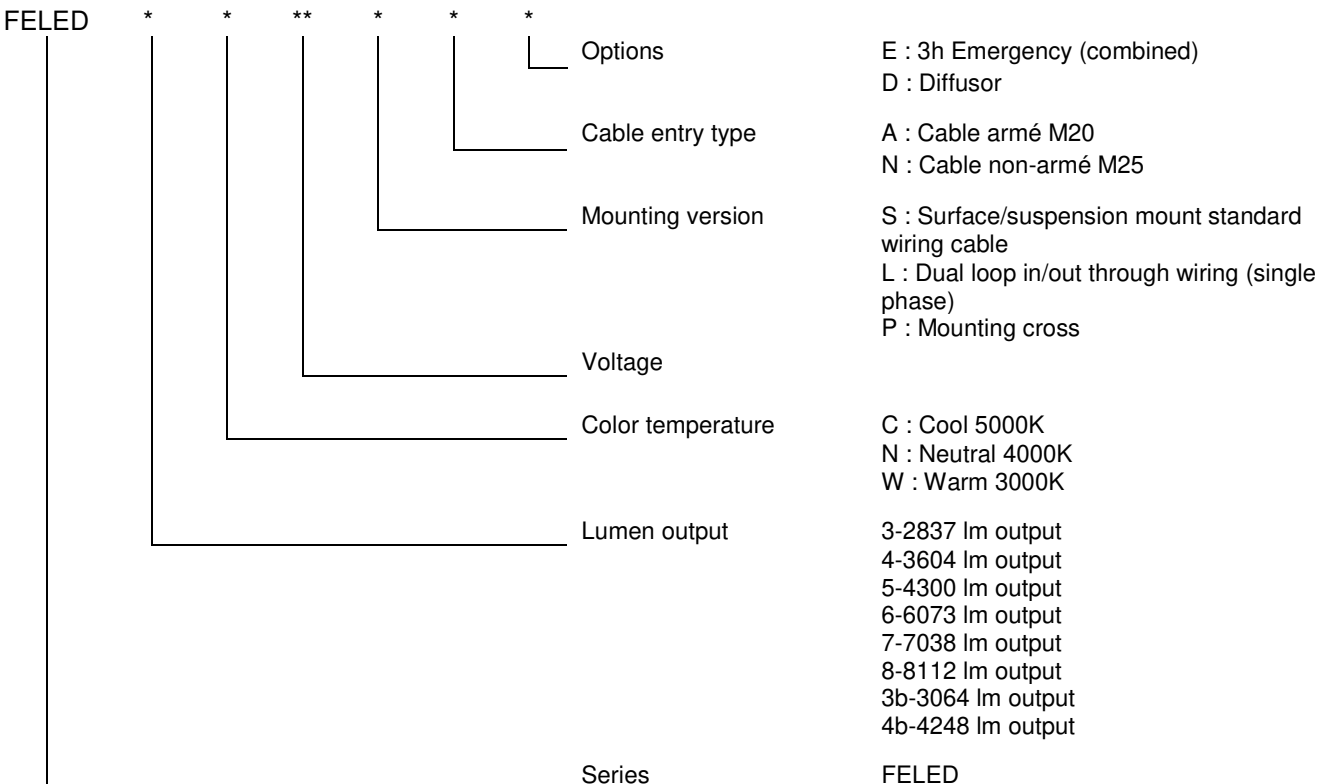 FELED * * ** * * *
Options E : 3h Emergency (combined)
D : Diffusor
Cable entry type A : Cable armé M20
N : Cable non-armé M25
Mounting version S : Surface/suspension mount standard
wiring cable
L : Dual loop in/out through wiring (single
phase)
P : Mounting cross
Voltage
Color temperature C : Cool 5000K
N : Neutral 4000K
W : Warm 3000K
Lumen output 3-2837 lm output
4-3604 lm output
5-4300 lm output
6-6073 lm output
7-7038 lm output
8-8112 lm output
3b-3064 lm output
4b-4248 lm output
Series FELED